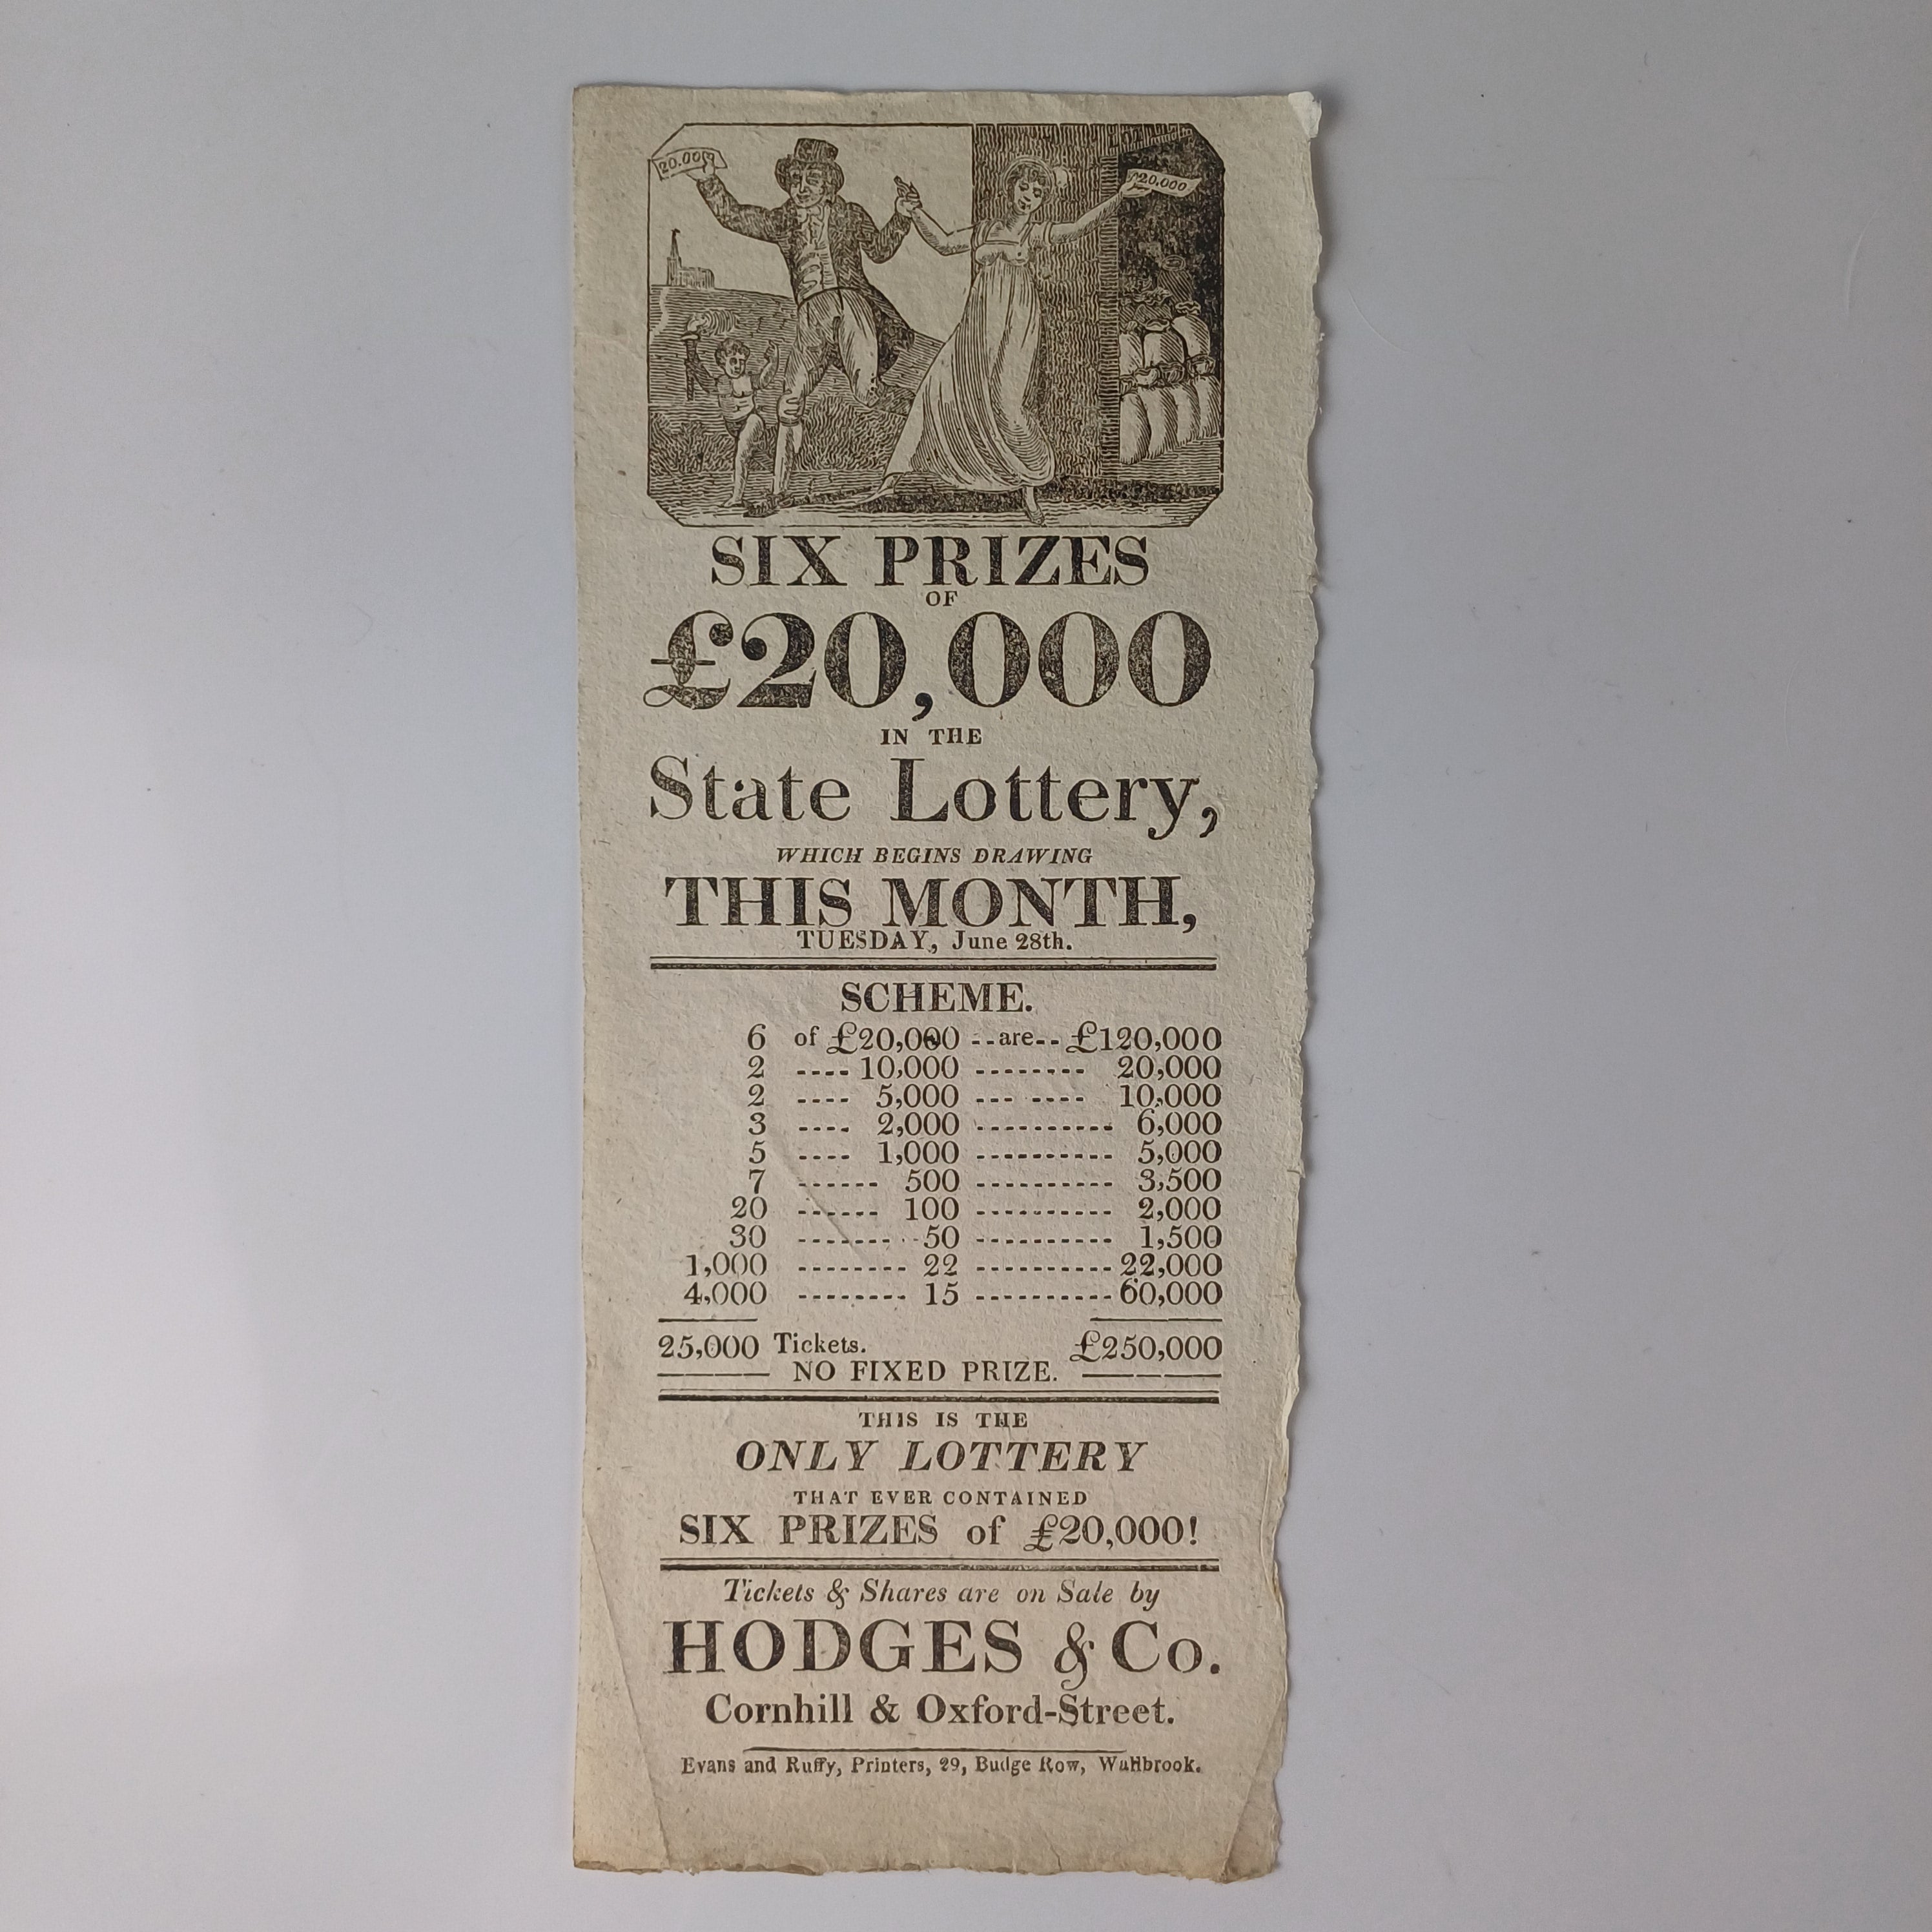 20.000
£20,000
SIX PRIZES
OF
£20,000
IN THE
State Lottery,
WHICH BEGINS DRAWING
THIS MONTH,
TUESDAY, June 28th.
SCHEME.
6 of £20,000 -- are -- £120,000
2 ---- 10,000 -------- 20,000
2 ---- 5,000 --- ---- 10,000
3 ---- 2,000 ---------- 6,000
5 ---- 1,000 ---------- 5,000
7 ------ 500 ---------- 3,500
20 ------ 100 ---------- 2,000
30 ------- 50 ---------- 1,500
1,000 -------- 22 ---------- 22,000
4,000 -------- 15 ---------- 60,000
25,000 Tickets. £250,000
NO FIXED PRIZE.
THIS IS THE
ONLY LOTTERY
THAT EVER CONTAINED
SIX PRIZES of £20,000!
Tickets & Shares are on Sale by
HODGES & Co.
Cornhill & Oxford-Street.
Evans and Ruffy, Printers, 29, Budge Row, Wallbrook.